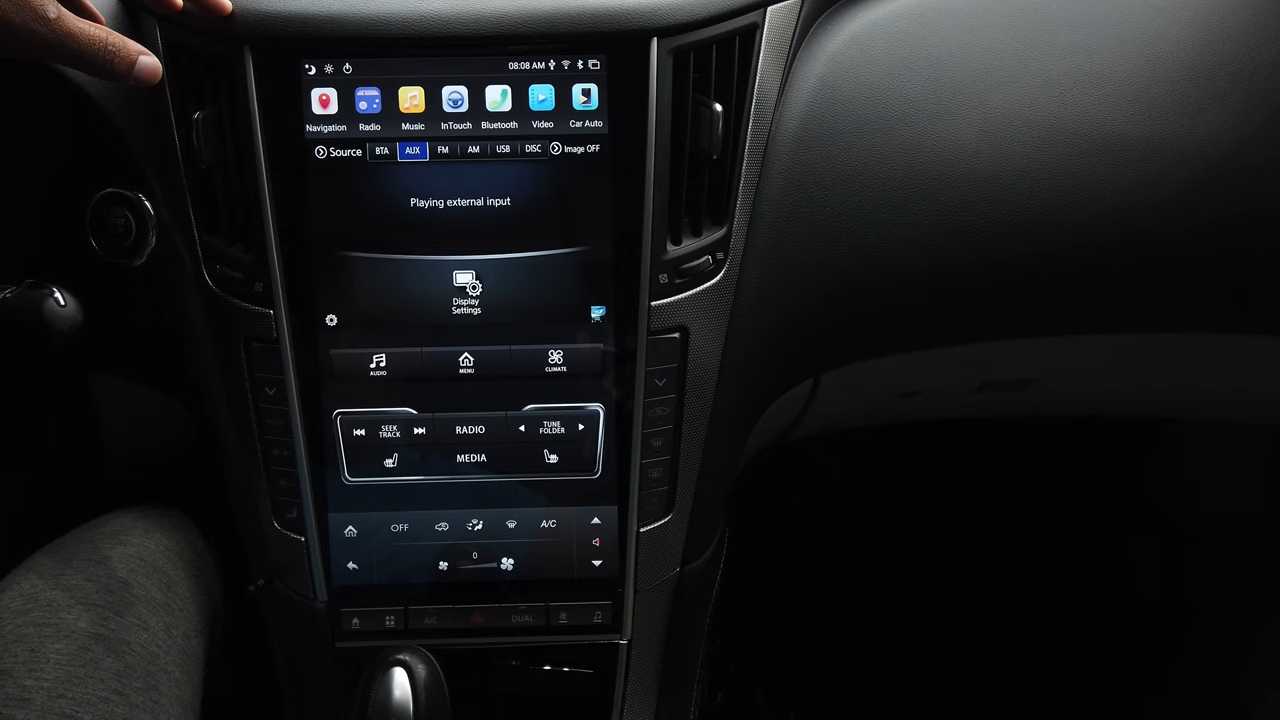 08:08 AM
Navigation Radio Music InTouch Bluetooth Video Car Auto
Source BTA AUX FM AM USB DISC Image OFF
Playing external input
Display
Settings
AUDIO MENU CLIMATE
SEEK
TRACK
RADIO
TUNE
FOLDER
MEDIA
OFF A/C
0
A/C DUAL